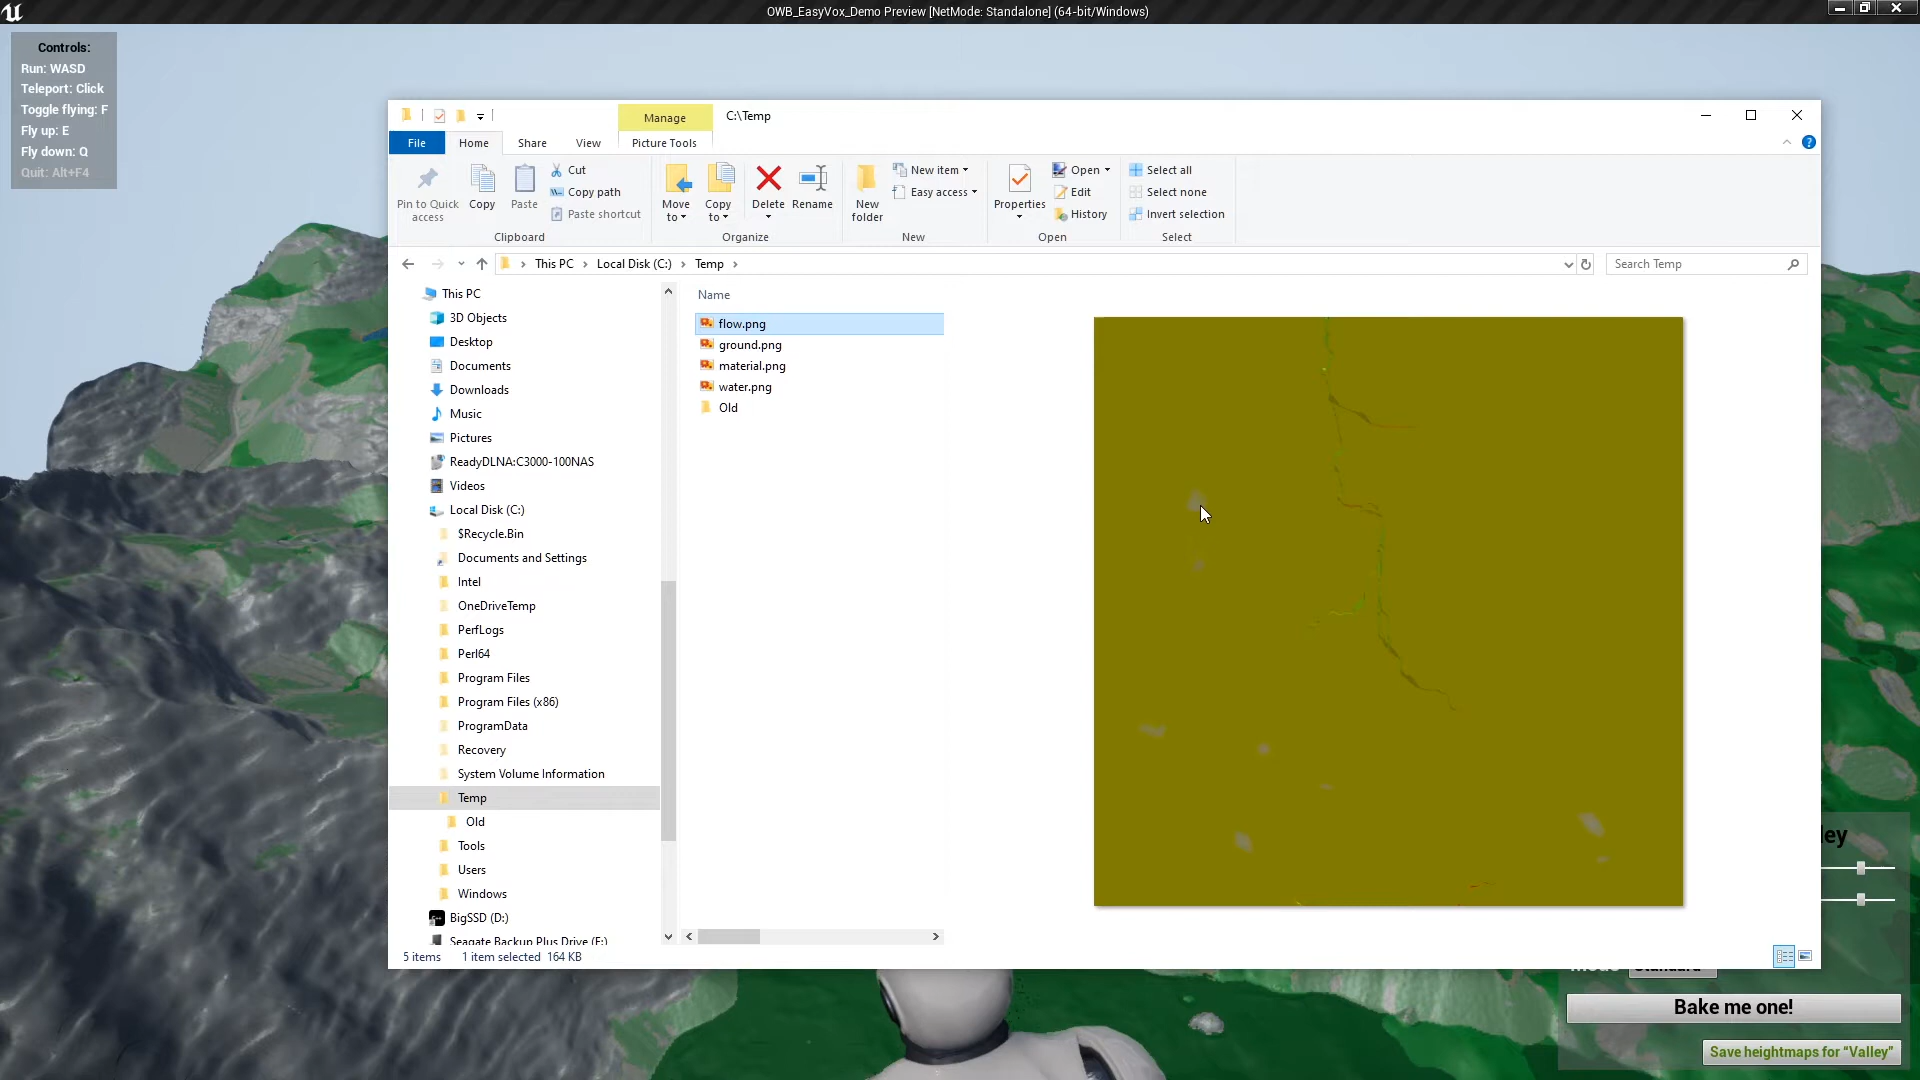 OWB_EasyVox_Demo Preview [NetMode: Standalone] (64-bit/Windows)
Controls:
Run: WASD
Teleport: Click
Toggle flying: F
Fly up: E
Fly down: Q
Quit: Alt+F4
Manage
C:\Temp
File
Home
Share
View
Picture Tools
Pin to Quick access
Copy
Paste
Cut
Copy path
Paste shortcut
Clipboard
Move to
Copy to
Delete
Rename
Organize
New folder
New item
Easy access
New
Properties
Open
Edit
History
Open
Select all
Select none
Invert selection
Select
This PC
Local Disk (C:)
Temp
Search Temp
This PC
3D Objects
Desktop
Documents
Downloads
Music
Pictures
ReadyDLNA:C3000-100NAS
Videos
Local Disk (C:)
$Recycle.Bin
Documents and Settings
Intel
OneDriveTemp
PerfLogs
Perl64
Program Files
Program Files (x86)
ProgramData
Recovery
System Volume Information
Temp
Old
Tools
Users
Windows
BigSSD (D:)
Seagate Backup Plus Drive (F:)
Name
flow.png
ground.png
material.png
water.png
Old
5 items
1 item selected 164 KB
ley
Mode
Standard
Bake me one!
Save heightmaps for "Valley"